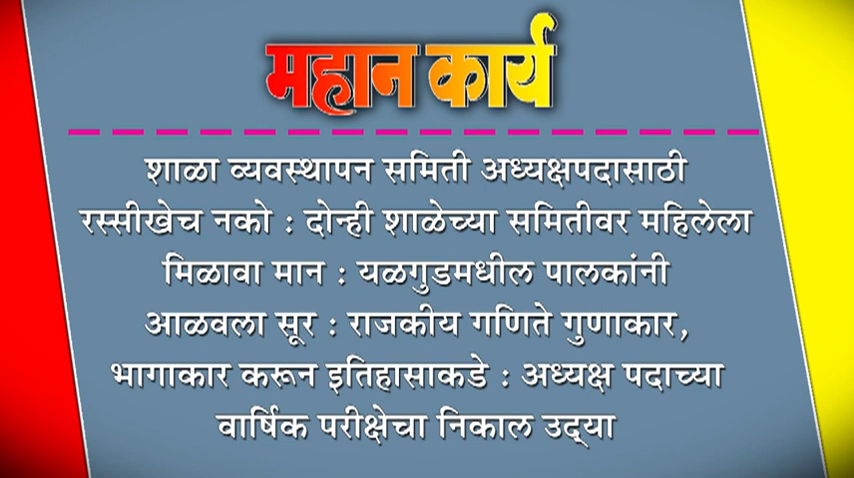 महान कार्य
शाळा व्यवस्थापन समिती अध्यक्षपदासाठी
रस्सीखेच नको : दोन्ही शाळेच्या समितीवर महिलेला
मिळावा मान : यळगुडमधील पालकांनी
आळवला सूर : राजकीय गणिते गुणाकार,
भागाकार करून इतिहासाकडे : अध्यक्ष पदाच्या
वार्षिक परीक्षेचा निकाल उद्‌या